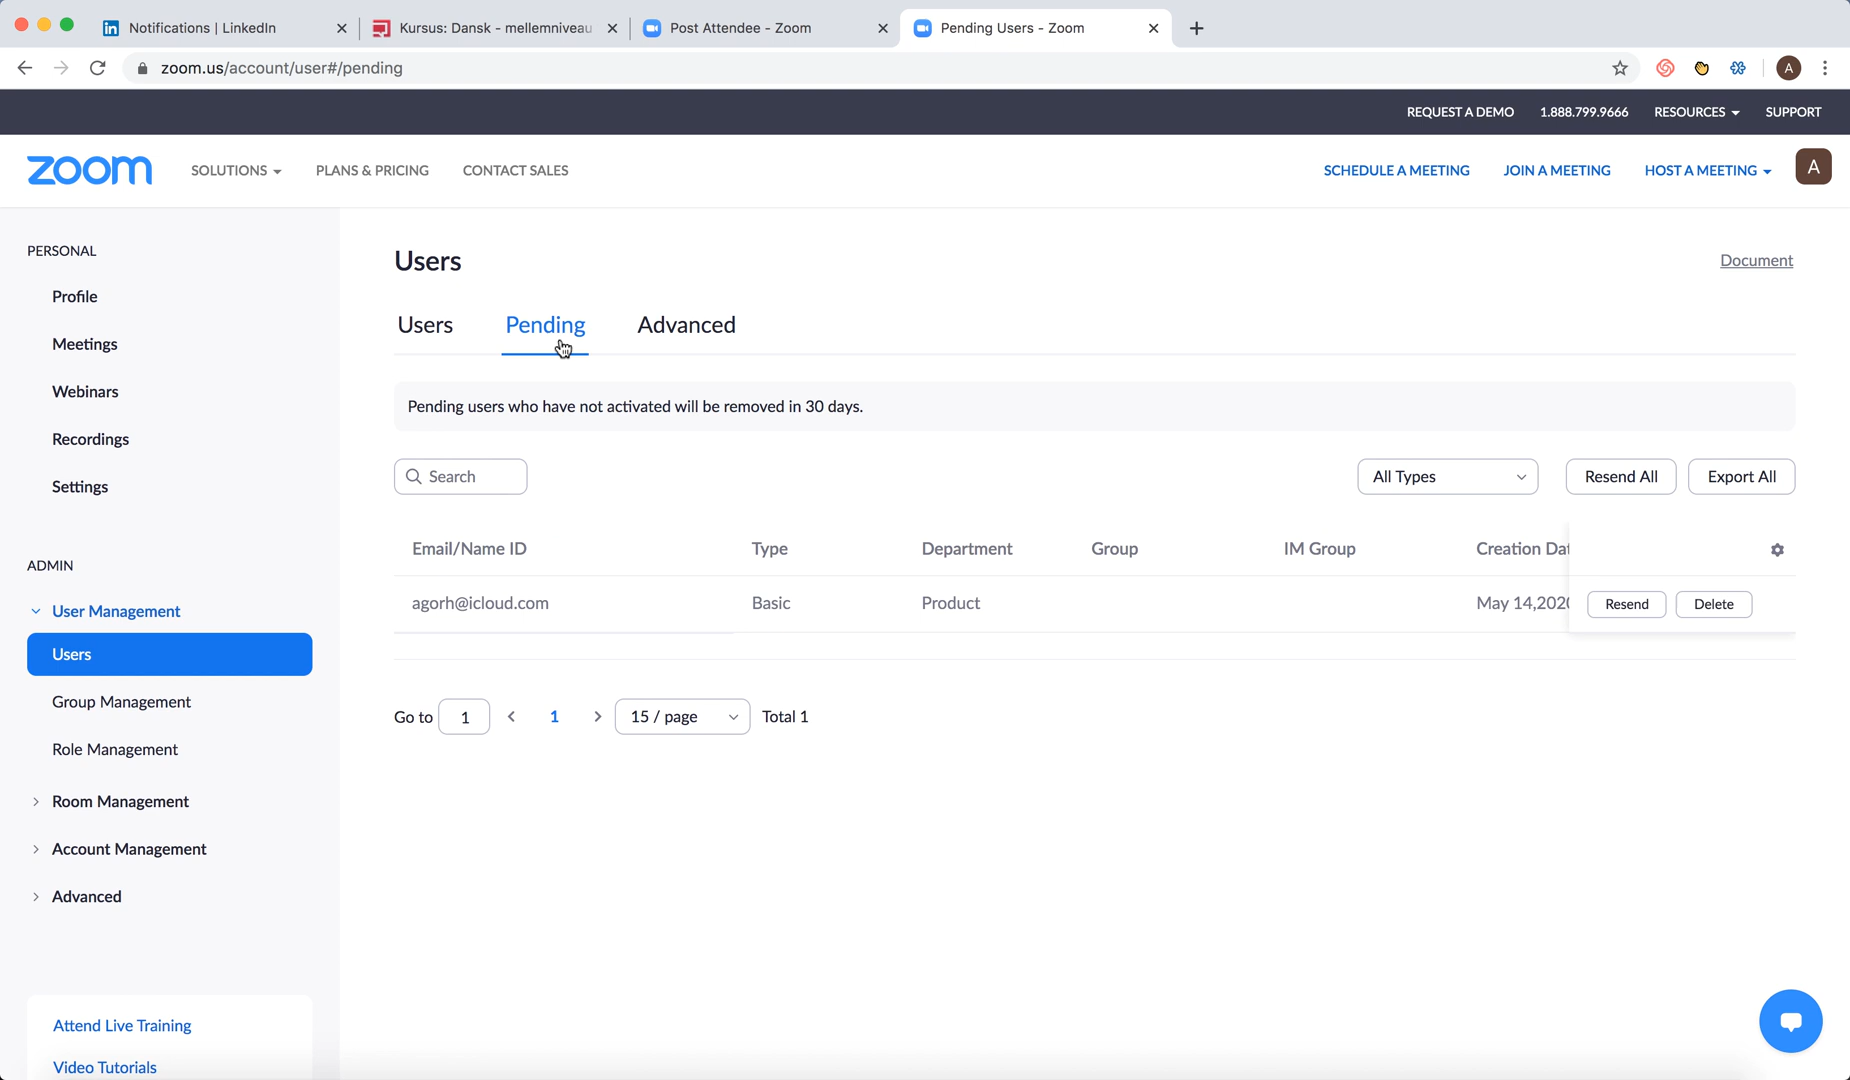 Notifications | LinkedIn
Kursus: Dansk - mellemniveau
Post Attendee - Zoom
Pending Users - Zoom
zoom.us/account/user#/pending
A
REQUEST A DEMO
1.888.799.9666
RESOURCES
SUPPORT
zoom
SOLUTIONS
PLANS & PRICING
CONTACT SALES
SCHEDULE A MEETING
JOIN A MEETING
HOST A MEETING
A
PERSONAL
Profile
Meetings
Webinars
Recordings
Settings
ADMIN
User Management
Users
Group Management
Role Management
Room Management
Account Management
Advanced
Attend Live Training
Video Tutorials
Users
Document
Users
Pending
Advanced
Pending users who have not activated will be removed in 30 days.
Search
All Types
Resend All
Export All
Email/Name ID
Type
Department
Group
IM Group
Creation Dat
agorh@icloud.com
Basic
Product
May 14,2020
Resend
Delete
Go to
1
1
15 / page
Total 1